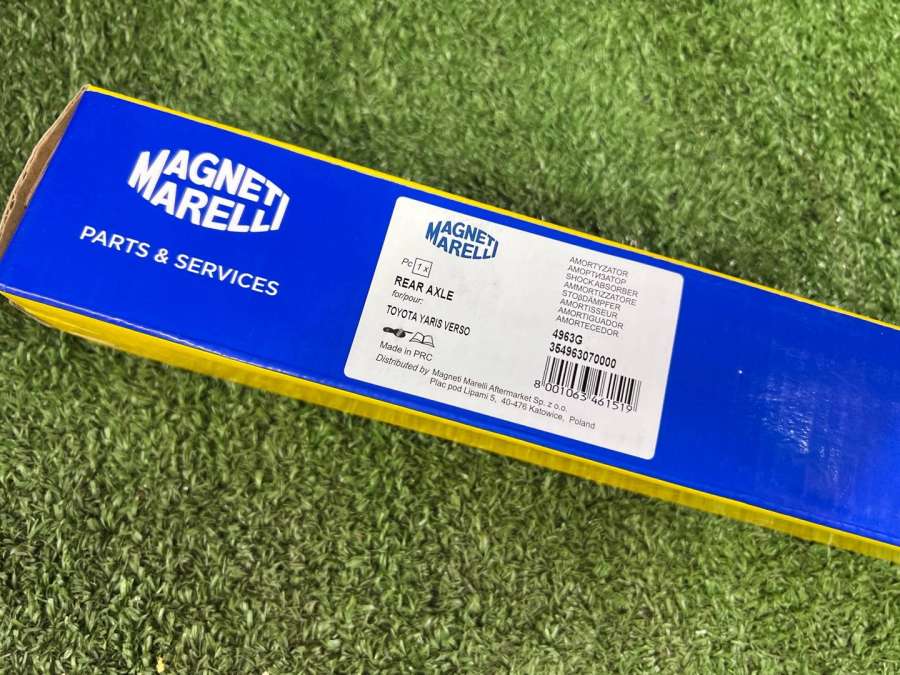 MAGNETI
MARELLI
PARTS & SERVICES
MAGNETI
MARELLI
Pc 1 x
REAR AXLE
for/pour:
TOYOTA YARIS VERSO
Made in PRC
Distributed by Magneti Marelli Aftermarket Sp. z o.o.
Plac pod Lipami 5, 40-476 Katowice, Poland
AMORTYZATOR
АМОРТИЗАТОР
SHOCK ABSORBER
AMMORTIZZATORE
STOßDÄMPFER
AMORTISSEUR
AMORTIGUADOR
AMORTECEDOR
4963G
354963070000
8 001063 461519